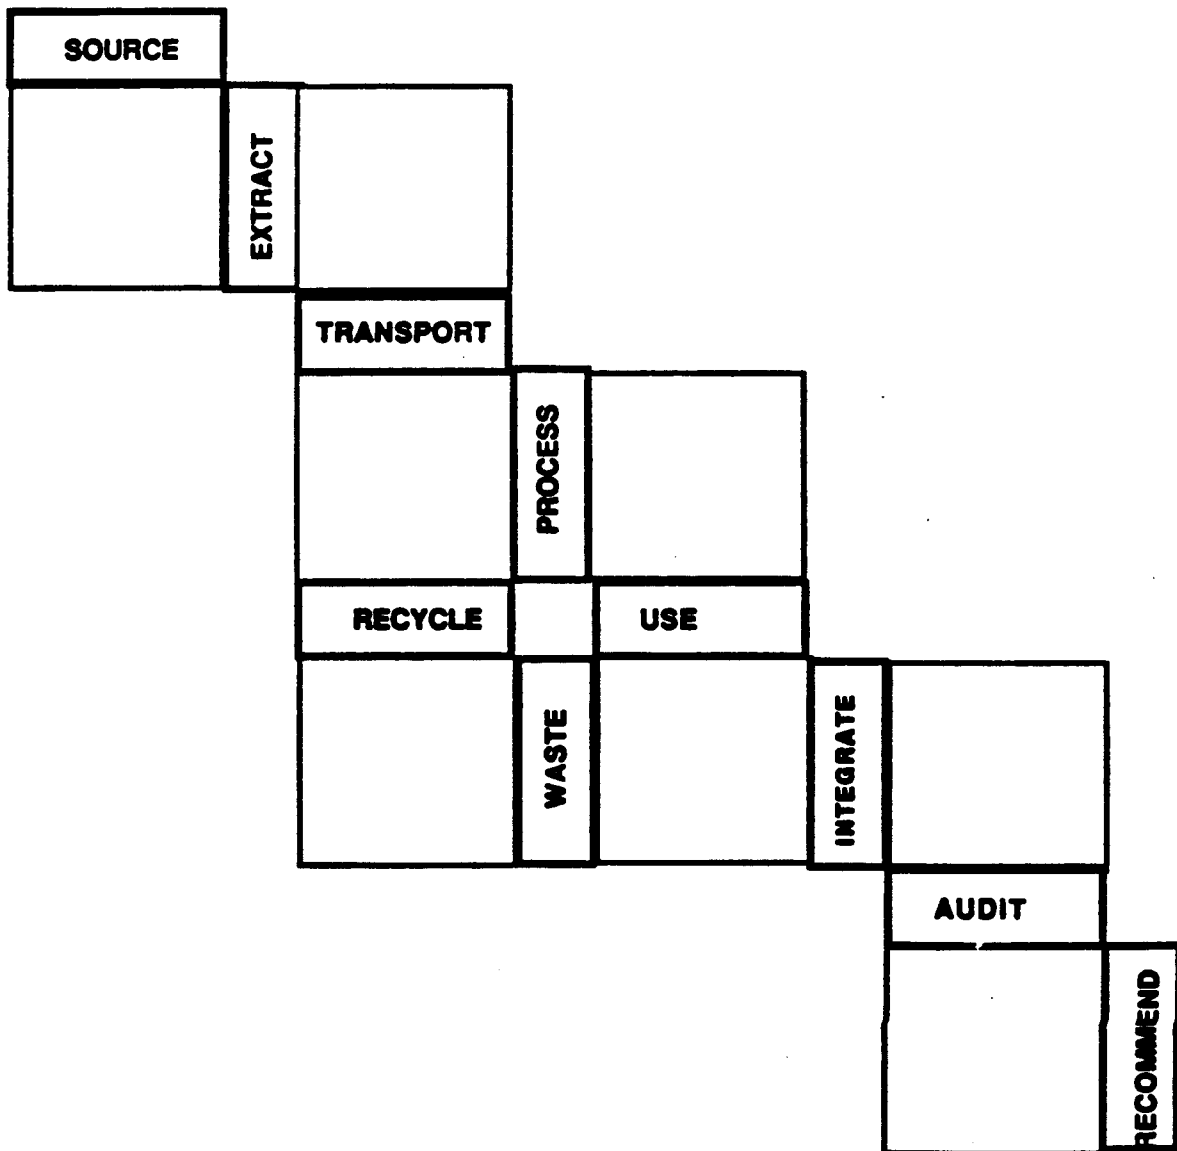 SOURCE
EXTRACT
TRANSPORT
PROCESS
RECYCLE
USE
WASTE
INTEGRATE
AUDIT
RECOMMEND